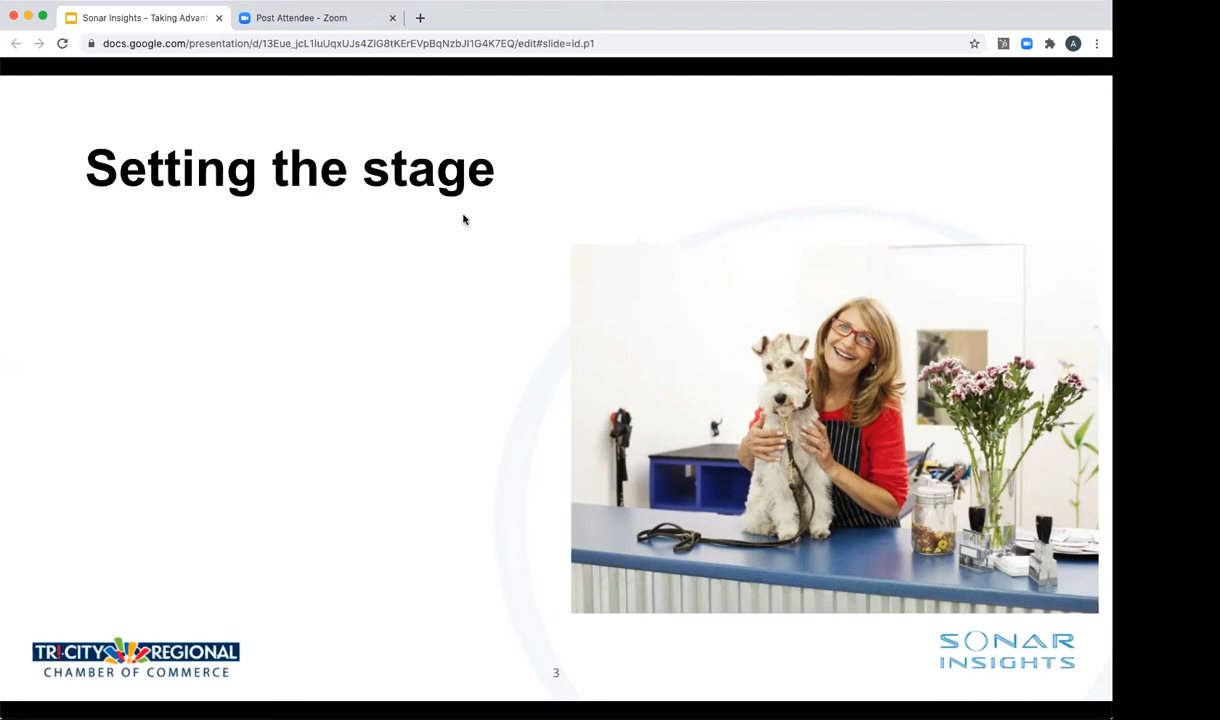 Sonar Insights - Taking Advant
Post Attendee - Zoom
docs.google.com/presentation/d/13Eue_jcL1luUqxUJs4ZlG8tKErEVpBqNzbJl1G4K7EQ/edit#slide=id.p1
A
Setting the stage
TRI-CITY REGIONAL
CHAMBER OF COMMERCE
3
SONAR
INSIGHTS